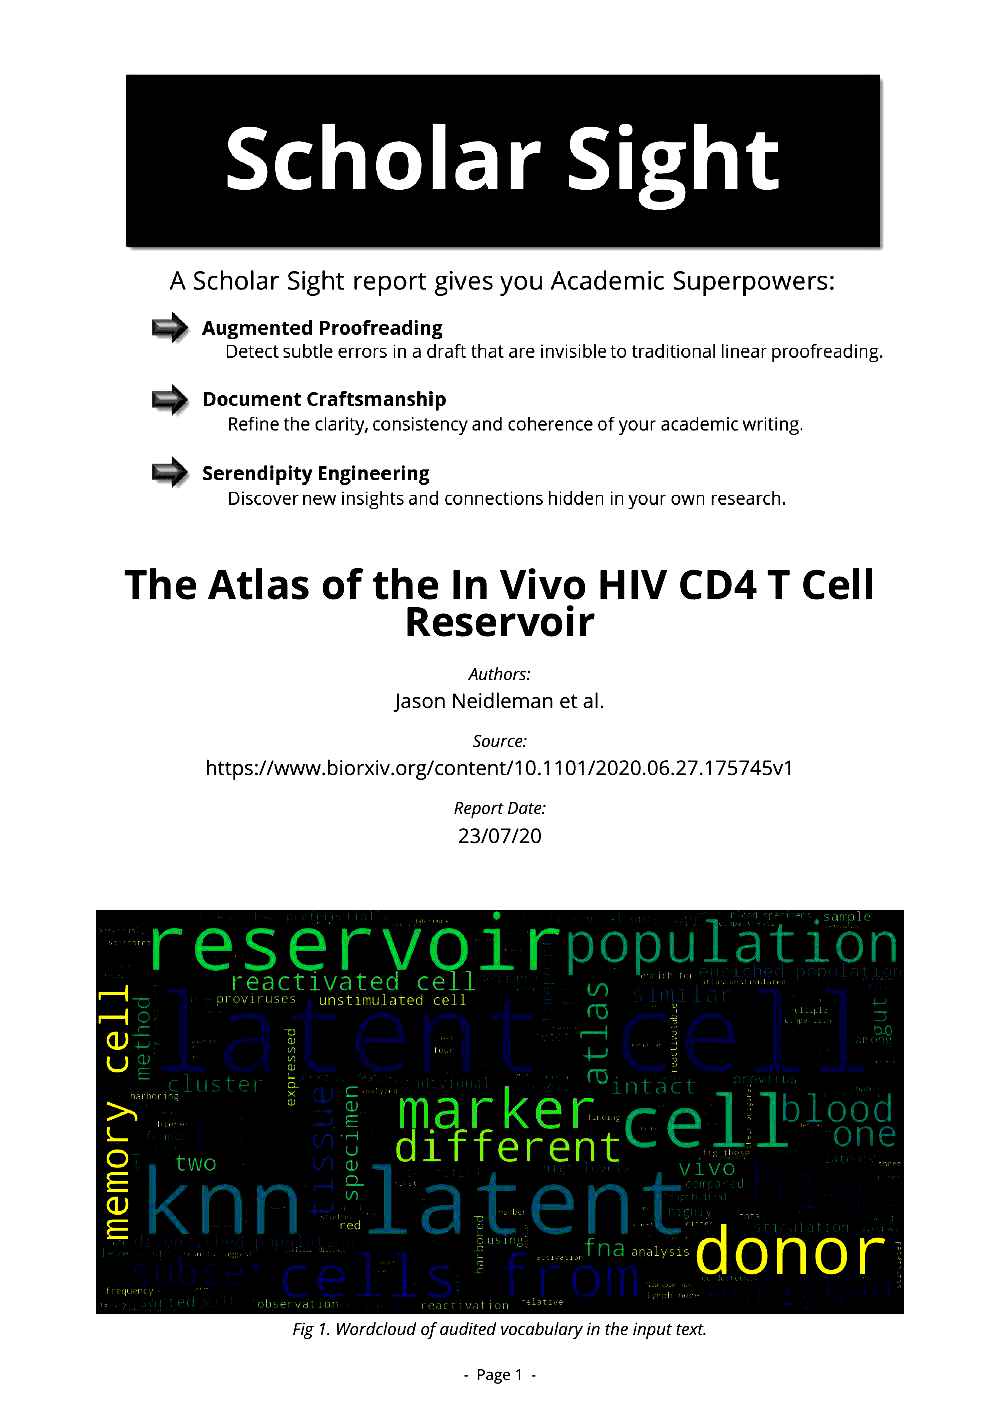 Scholar Sight
A Scholar Sight report gives you Academic Superpowers:
Augmented Proofreading
Detect subtle errors in a draft that are invisible to traditional linear proofreading.
Document Craftsmanship
Refine the clarity, consistency and coherence of your academic writing.
Serendipity Engineering
Discover new insights and connections hidden in your own research.
The Atlas of the In Vivo HIV CD4 T Cell
Reservoir
Authors:
Jason Neidleman et al.
Source:
https://www.biorxiv.org/content/10.1101/2020.06.27.175745v1
Report Date:
23/07/20
sample
reservoir
population
reactivated cell
enriched population
proviruses
unstimulated cell
similar
latent cell
memory cell
method
atlas
gut
expressed
cluster
intact
harboring
tissue
specimen
marker
cell
blood
different
one
two
vivo
compared
knn latent
red
harbored
using
fna
analysis
donor
subset
cells from
frequency
observation
reactivation
relative
lymph node
Fig 1. Wordcloud of audited vocabulary in the input text.
- Page 1 -